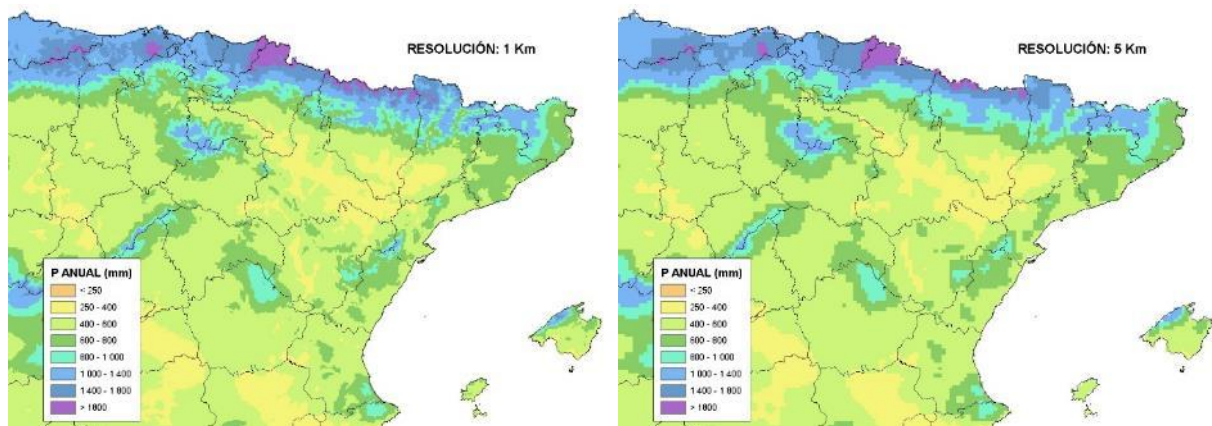 RESOLUCIÓN: 1 Km
P ANUAL (mm)
< 250
250 - 400
400 - 600
600 - 800
800 - 1 000
1 000 - 1 400
1 400 - 1 800
> 1800
RESOLUCIÓN: 5 Km
P ANUAL (mm)
< 250
250 - 400
400 - 600
600 - 800
800 - 1 000
1 000 - 1 400
1 400 - 1 800
> 1800